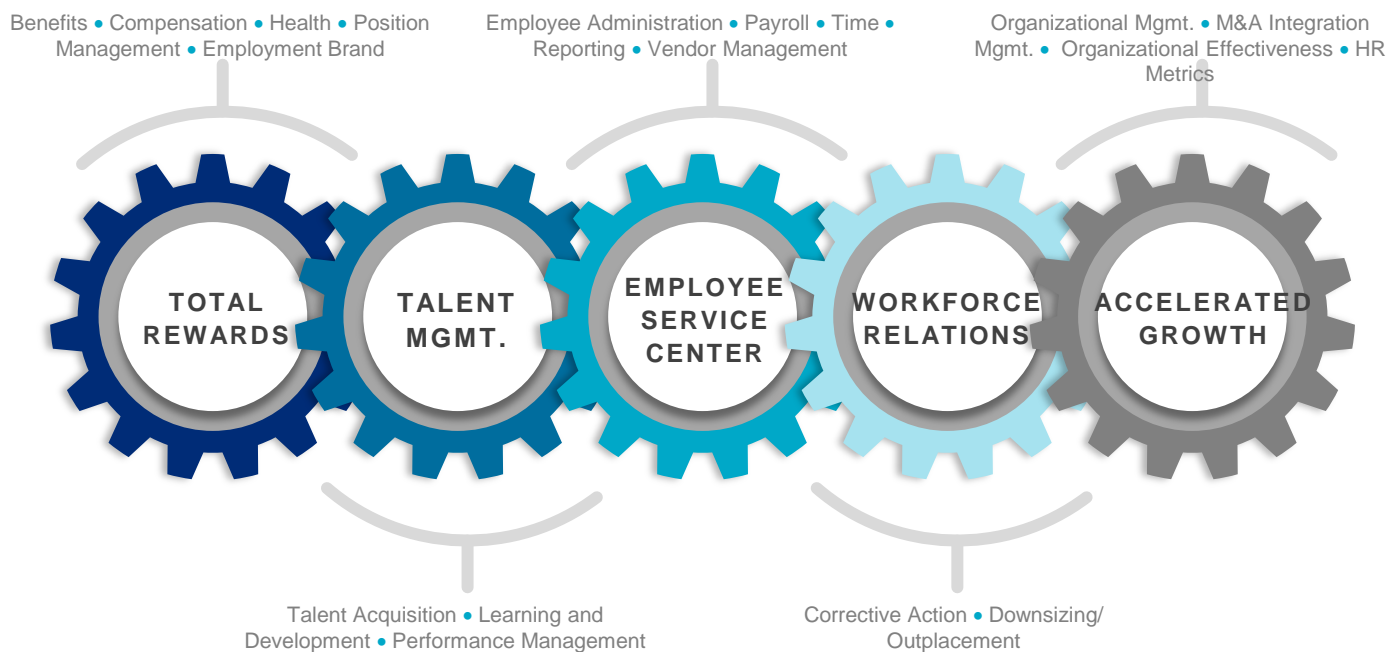 Benefits • Compensation • Health • Position
Management • Employment Brand
Employee Administration • Payroll • Time •
Reporting • Vendor Management
Organizational Mgmt. • M&A Integration
Mgmt. • Organizational Effectiveness • HR
Metrics
TOTAL
REWARDS
TALENT
MGMT.
EMPLOYEE
SERVICE
CENTER
WORKFORCE
RELATIONS
ACCELERATED
GROWTH
Talent Acquisition • Learning and
Development • Performance Management
Corrective Action • Downsizing/
Outplacement